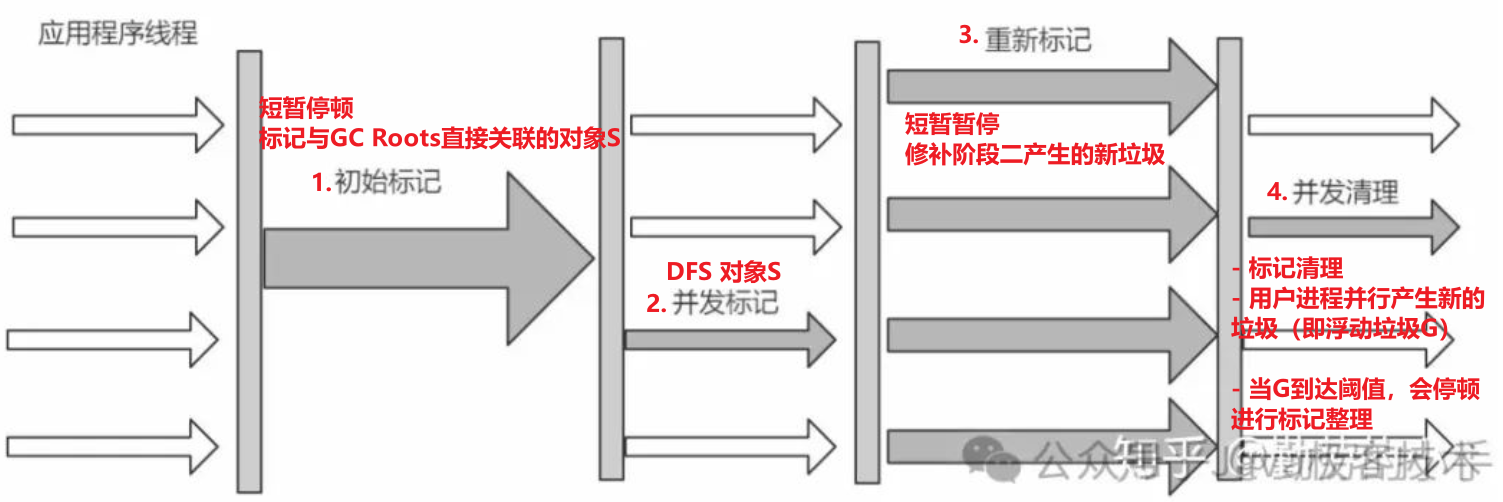 应用程序线程
短暂停顿
标记与GC Roots直接关联的对象S
1.初始标记
DFS 对象S
2.并发标记
3.重新标记
短暂暂停
修补阶段二产生的新垃圾
4.并发清理
- 标记清理
- 用户进程并行产生新的
垃圾（即浮动垃圾G）
- 当G到达阈值，会停顿
进行标记整理
公众
知乎